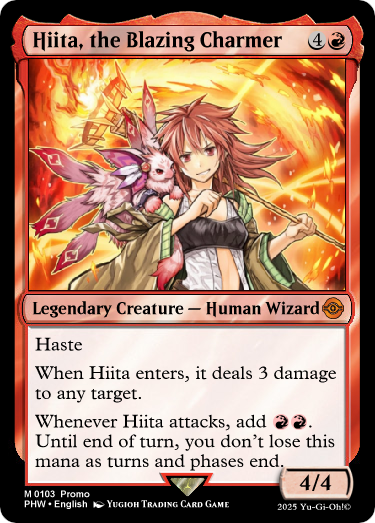 Hiita, the Blazing Charmer 4
Legendary Creature — Human Wizard
Haste
When Hiita enters, it deals 3 damage
to any target.
Whenever Hiita attacks, add
Until end of turn, you don't lose this
mana as turns and phases end.
4/4
M 0103 Promo
PHW • English Yugioh Trading Card Game
2025 Yu-Gi-Oh!©